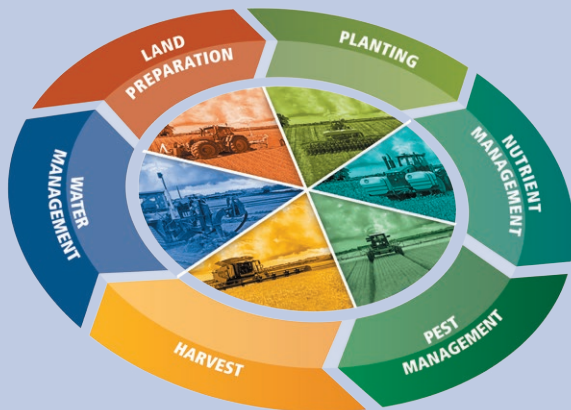 LAND
PREPARATION
PLANTING
NUTRIENT
MANAGEMENT
PEST
MANAGEMENT
HARVEST
WATER
MANAGEMENT